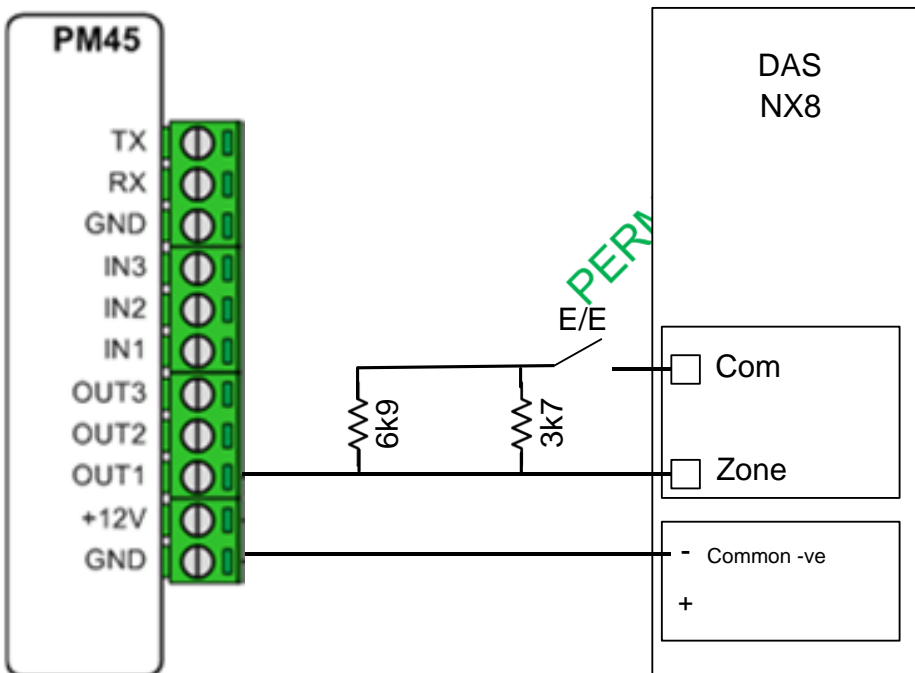 PM45
TX
RX
GND
IN3
IN2
IN1
OUT3
OUT2
OUT1
+12V
GND
6k9
3k7
E/E
DAS
NX8
Com
Zone
- Common -ve
+